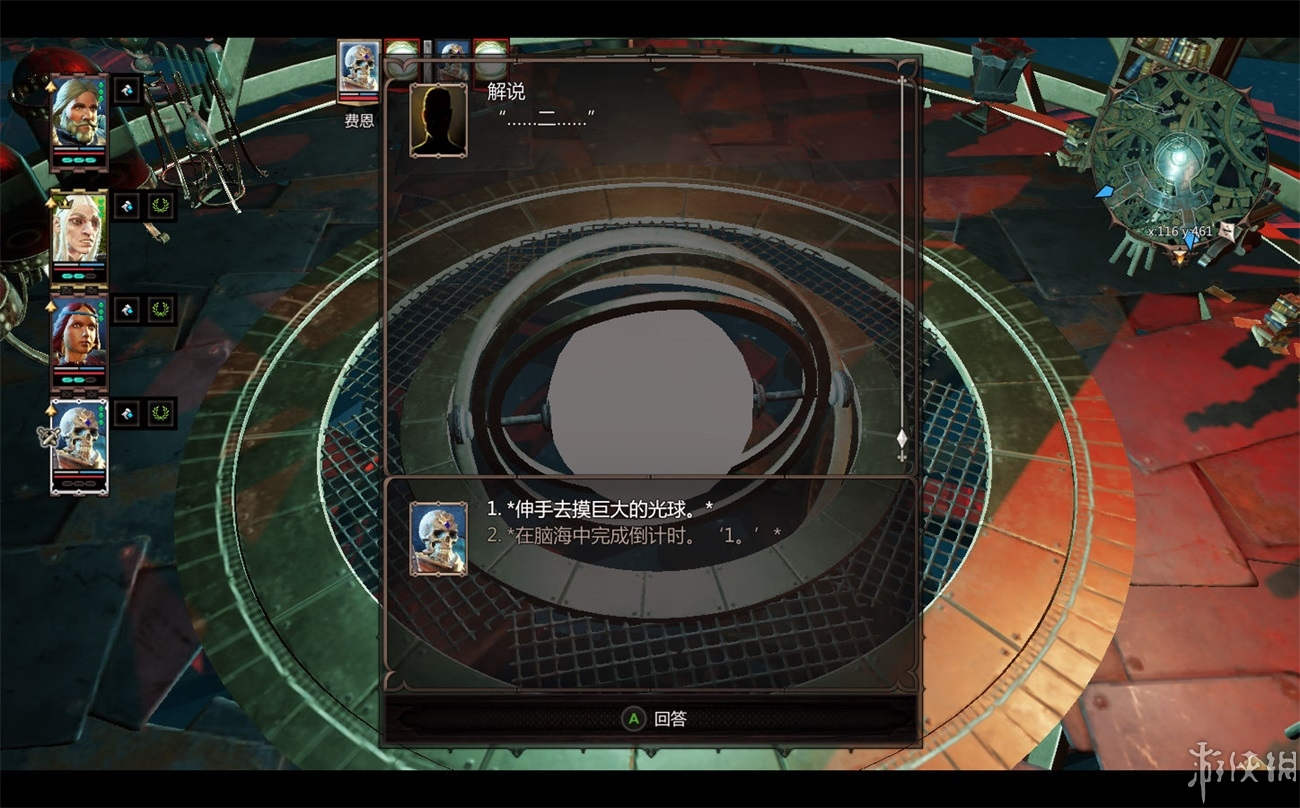 解说
“……二……”
费恩
x:116 y:461
1. *伸手去摸巨大的光球。*
2. *在脑海中完成倒计时。‘1。’*
A 回答
游侠网